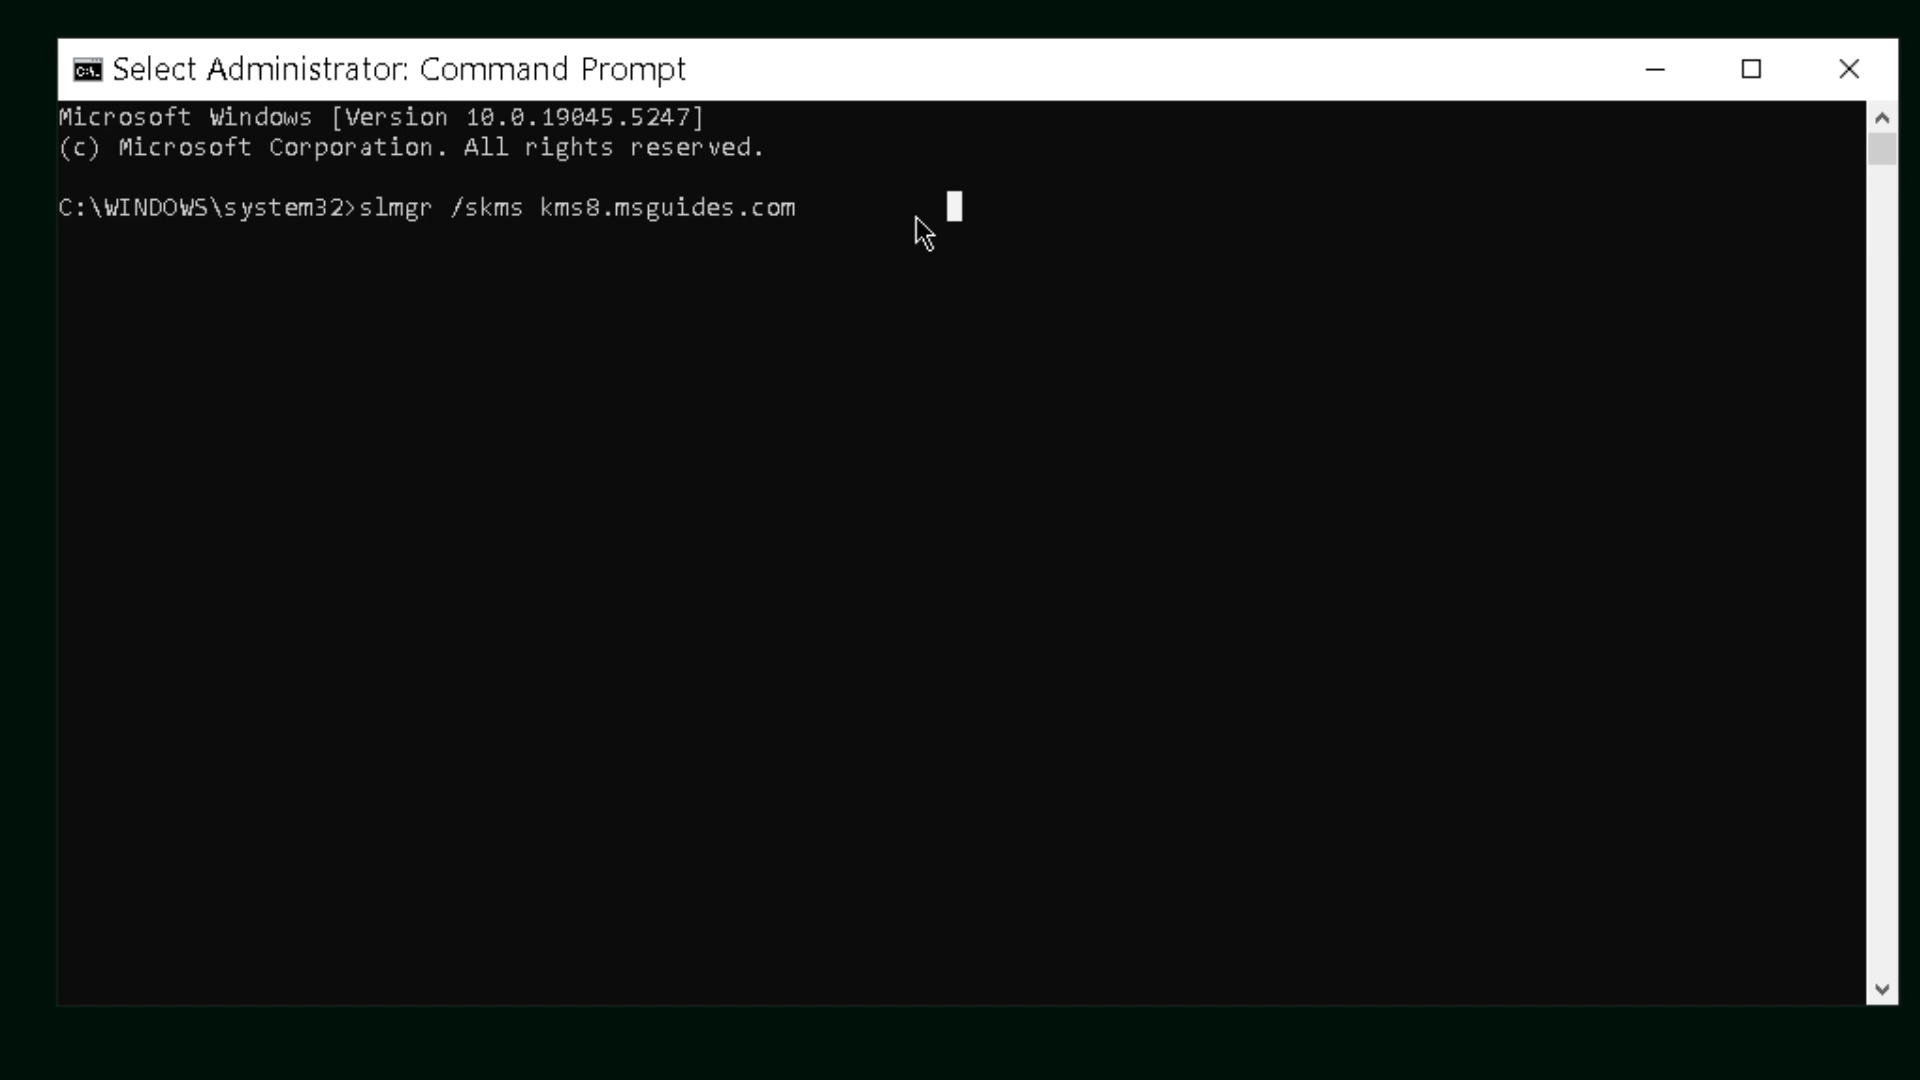 Select Administrator: Command Prompt
Microsoft Windows [Version 10.0.19045.5247]
(c) Microsoft Corporation. All rights reserved.
C:\WINDOWS\system32>slmgr /skms kms8.msguides.com